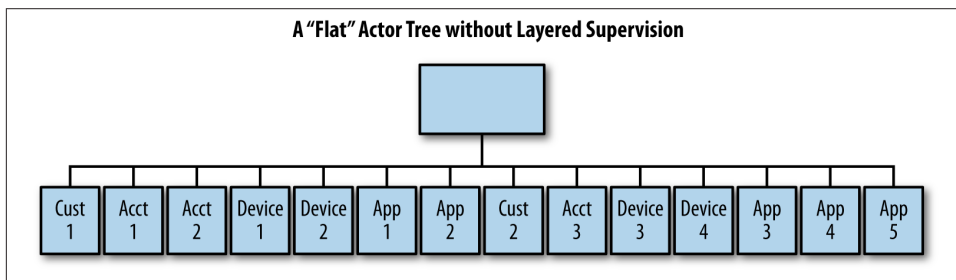 A “Flat” Actor Tree without Layered Supervision
Cust 1
Acct 1
Acct 2
Device 1
Device 2
App 1
App 2
Cust 2
Acct 3
Device 3
Device 4
App 3
App 4
App 5